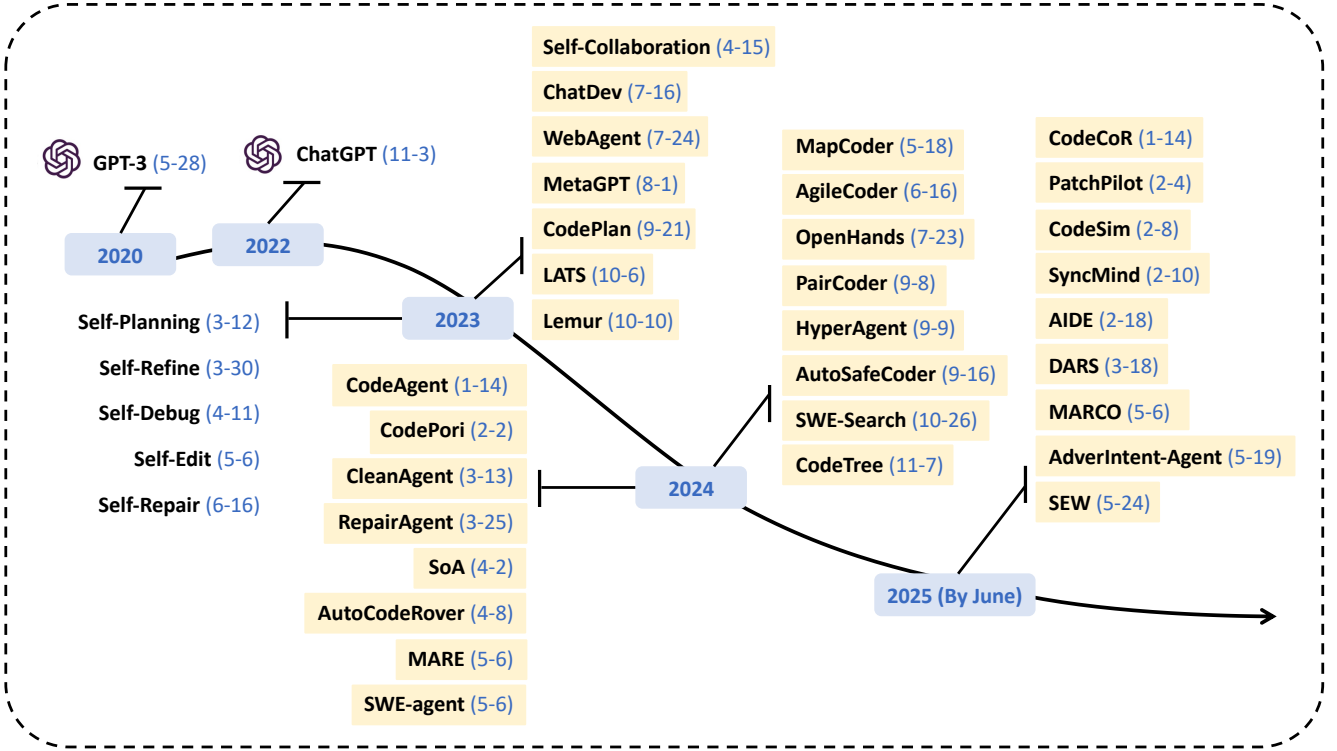 GPT-3 (5-28)
2020
ChatGPT (11-3)
2022
2023
Self-Planning (3-12)
Self-Refine (3-30)
Self-Debug (4-11)
Self-Edit (5-6)
Self-Repair (6-16)
Self-Collaboration (4-15)
ChatDev (7-16)
WebAgent (7-24)
MetaGPT (8-1)
CodePlan (9-21)
LATS (10-6)
Lemur (10-10)
2024
CodeAgent (1-14)
CodePori (2-2)
CleanAgent (3-13)
RepairAgent (3-25)
SoA (4-2)
AutoCodeRover (4-8)
MARE (5-6)
SWE-agent (5-6)
MapCoder (5-18)
AgileCoder (6-16)
OpenHands (7-23)
PairCoder (9-8)
HyperAgent (9-9)
AutoSafeCoder (9-16)
SWE-Search (10-26)
CodeTree (11-7)
2025 (By June)
CodeCoR (1-14)
PatchPilot (2-4)
CodeSim (2-8)
SyncMind (2-10)
AIDE (2-18)
DARS (3-18)
MARCO (5-6)
AdverIntent-Agent (5-19)
SEW (5-24)